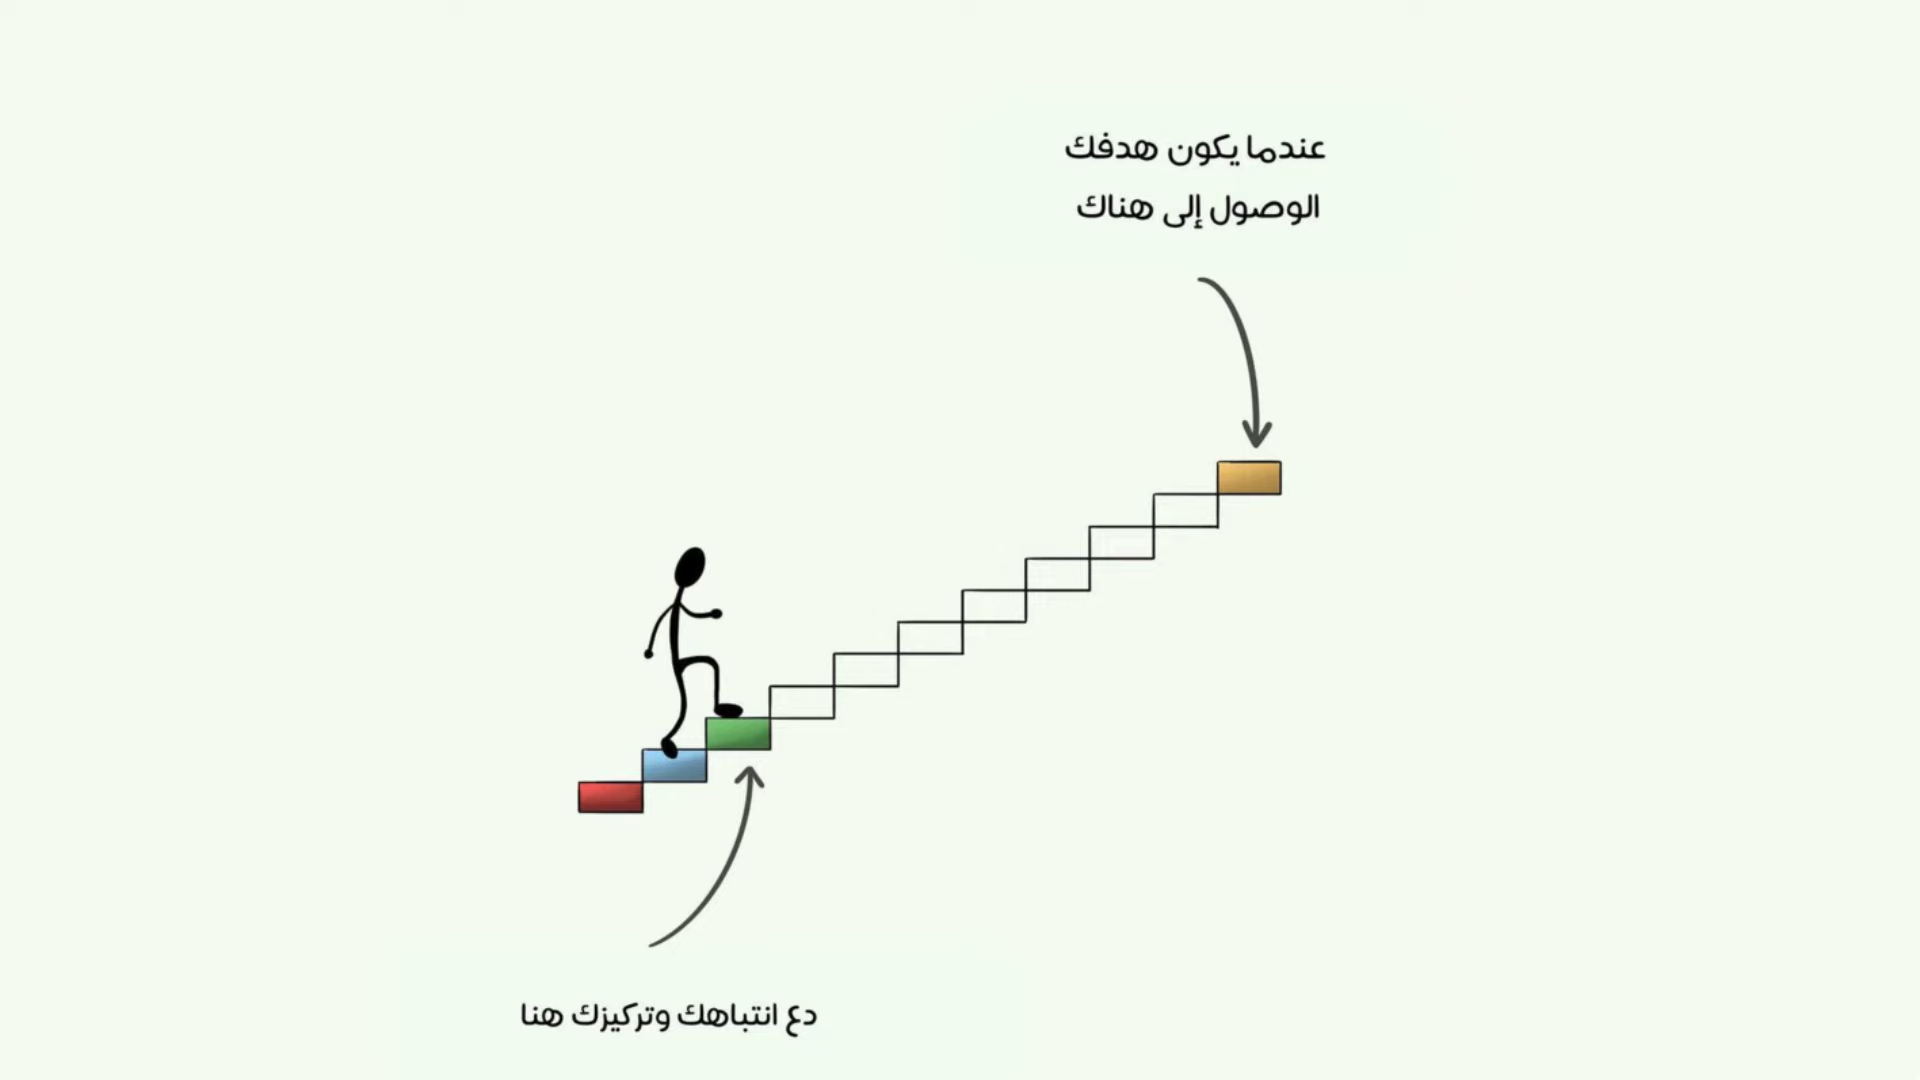 عندما يكون هدفك
الوصول إلى هناك
دع انتباهك وتركيزك هنا